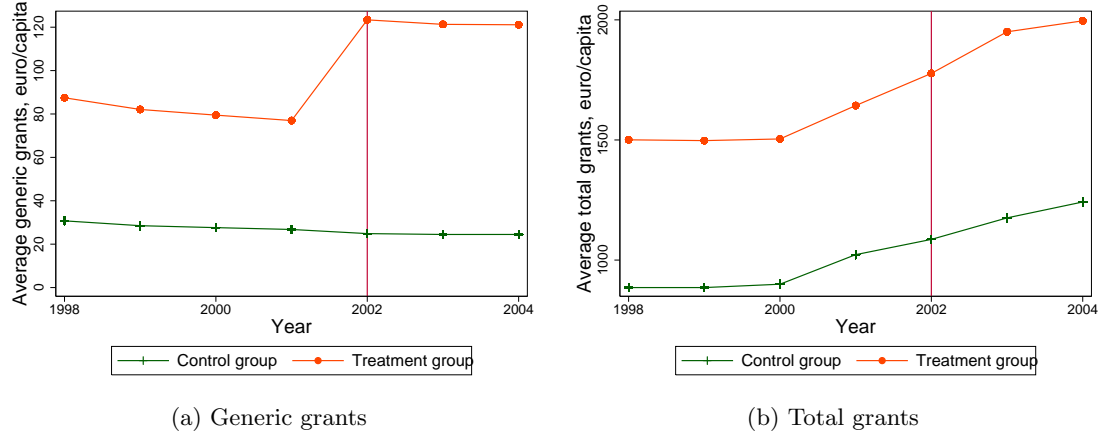 Average generic grants, euro/capita
120
100
80
60
40
20
0
1998
2000
2002
2004
Year
Control group
Treatment group
(a) Generic grants
Average total grants, euro/capita
2000
1500
1000
1998
2000
2002
2004
Year
Control group
Treatment group
(b) Total grants